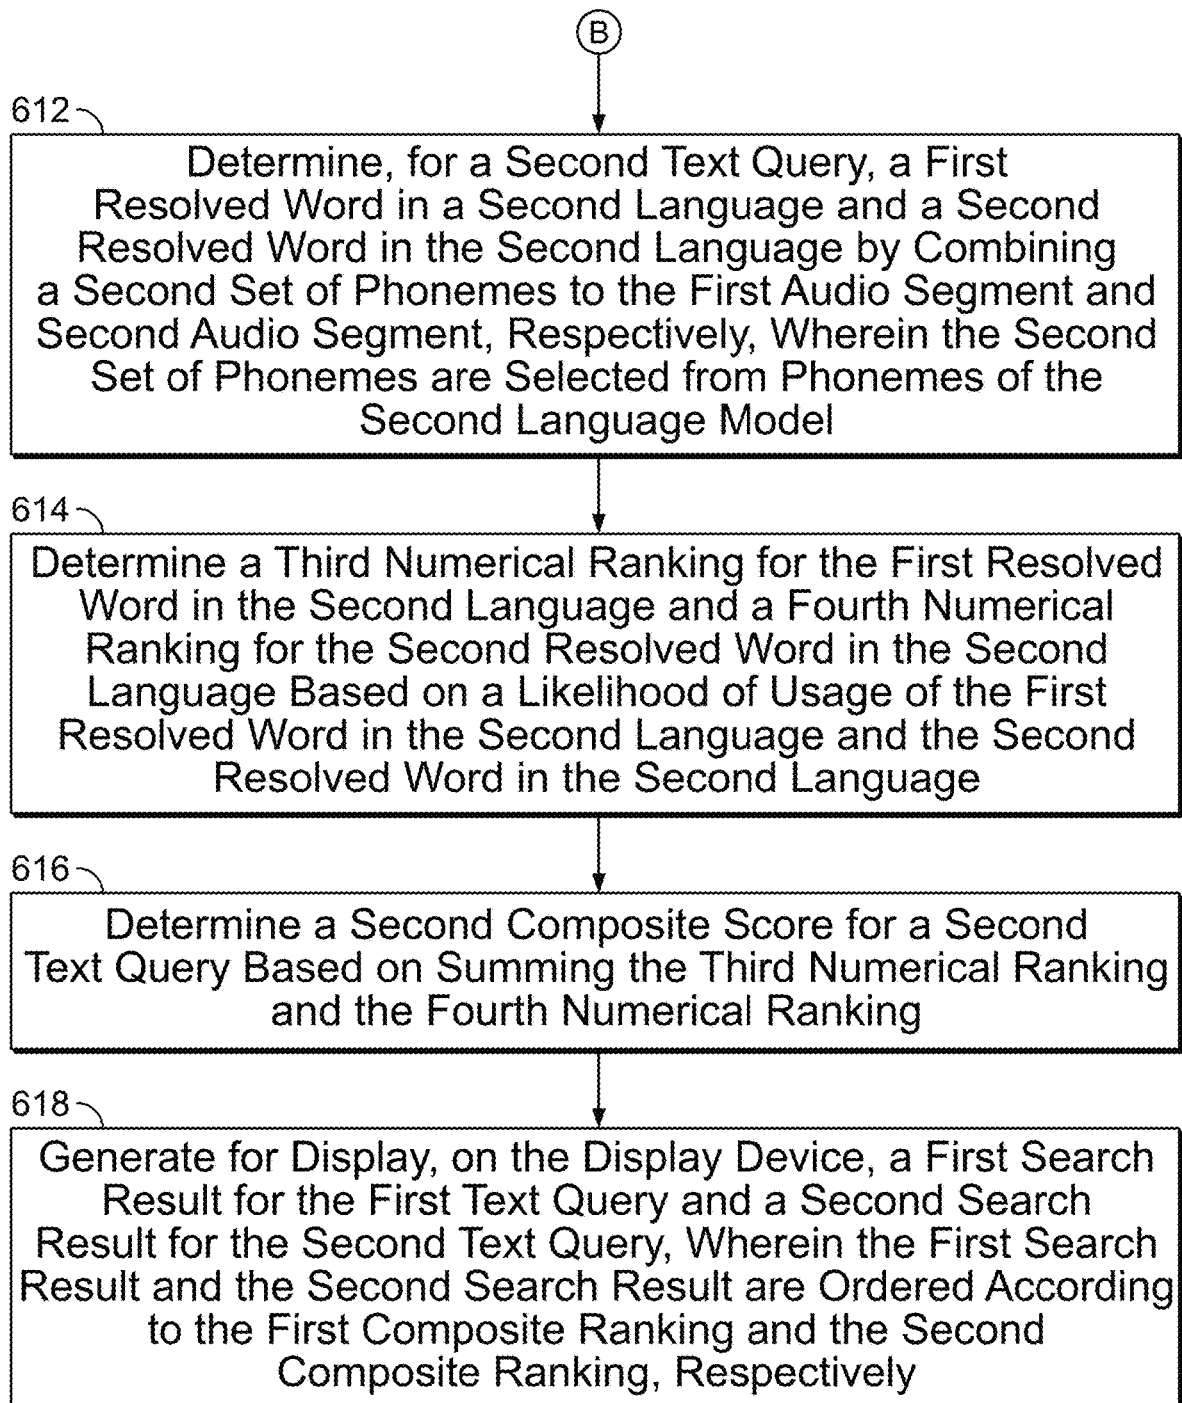 B
612
Determine, for a Second Text Query, a First
Resolved Word in a Second Language and a Second
Resolved Word in the Second Language by Combining
a Second Set of Phonemes to the First Audio Segment and
Second Audio Segment, Respectively, Wherein the Second
Set of Phonemes are Selected from Phonemes of the
Second Language Model
614
Determine a Third Numerical Ranking for the First Resolved
Word in the Second Language and a Fourth Numerical
Ranking for the Second Resolved Word in the Second
Language Based on a Likelihood of Usage of the First
Resolved Word in the Second Language and the Second
Resolved Word in the Second Language
616
Determine a Second Composite Score for a Second
Text Query Based on Summing the Third Numerical Ranking
and the Fourth Numerical Ranking
618
Generate for Display, on the Display Device, a First Search
Result for the First Text Query and a Second Search
Result for the Second Text Query, Wherein the First Search
Result and the Second Search Result are Ordered According
to the First Composite Ranking and the Second
Composite Ranking, Respectively